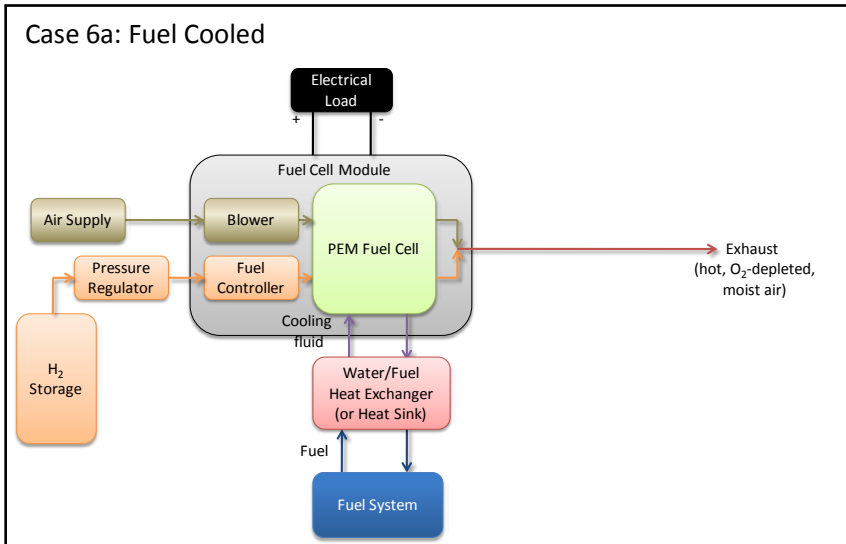 Case 6a: Fuel Cooled
Electrical
Load
+
-
Fuel Cell Module
Air Supply
Blower
PEM Fuel Cell
Exhaust
(hot, O₂-depleted,
moist air)
Pressure
Regulator
Fuel
Controller
Cooling
fluid
H₂
Storage
Water/Fuel
Heat Exchanger
(or Heat Sink)
Fuel
Fuel System